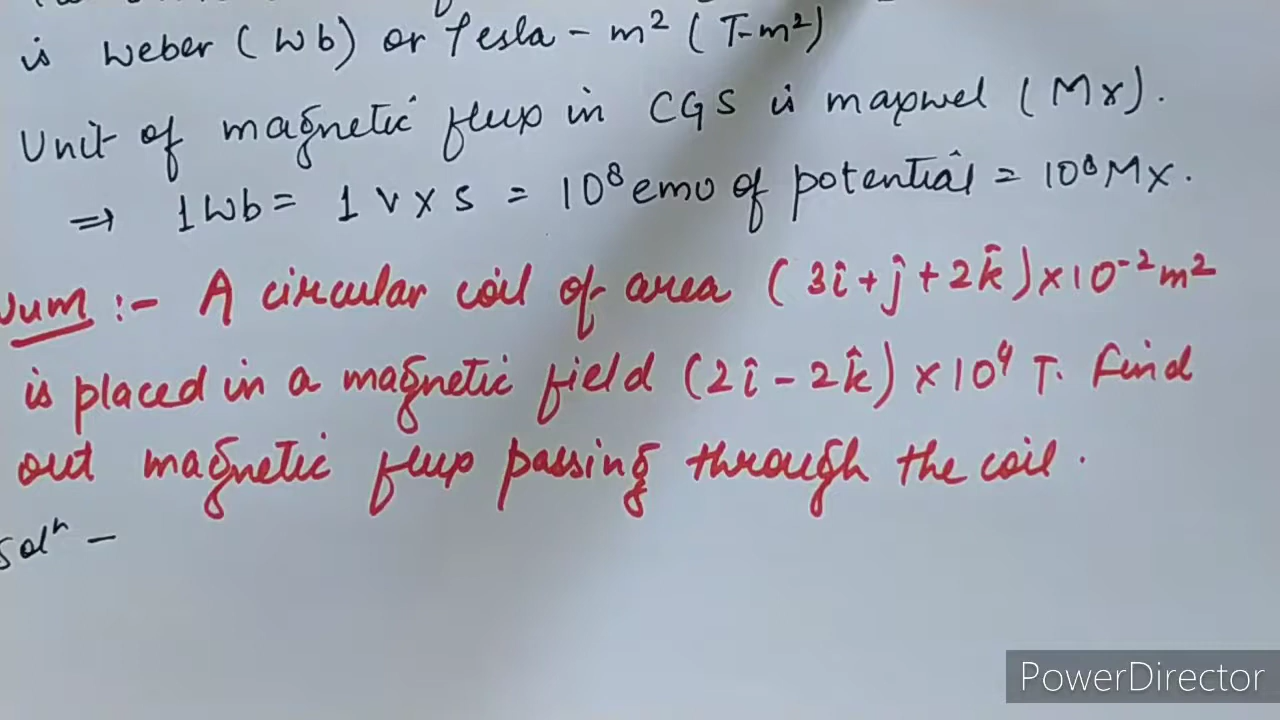 is weber (Wb) or Tesla - m² (T-m²)
Unit of magnetic flux in CGS is maxwel (Mx).
⇒ 1Wb = 1 V x S = 10⁸ emu of potential = 10⁸ Mx.
Num :- A circular coil of area (3î + ĵ + 2k̂) x 10⁻² m²
is placed in a magnetic field (2î - 2k̂) x 10⁴ T. Find
out magnetic flux passing through the coil.
Solⁿ -
PowerDirector